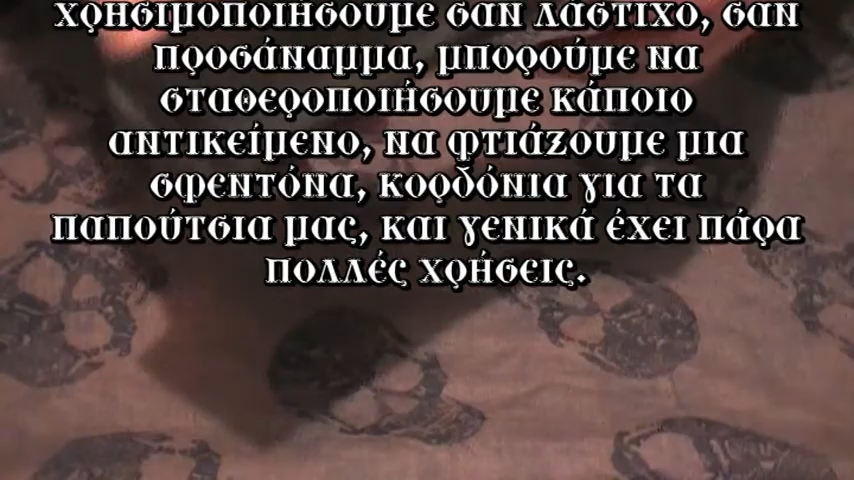 χρησιμοποιήσουμε σαν λάστιχο, σαν
προσάναμμα, μπορούμε να
σταθεροποιήσουμε κάποιο
αντικείμενο, να φτιάξουμε μια
σφεντόνα, κορδόνια για τα
παπούτσια μας, και γενικά έχει πάρα
πολλές χρήσεις.